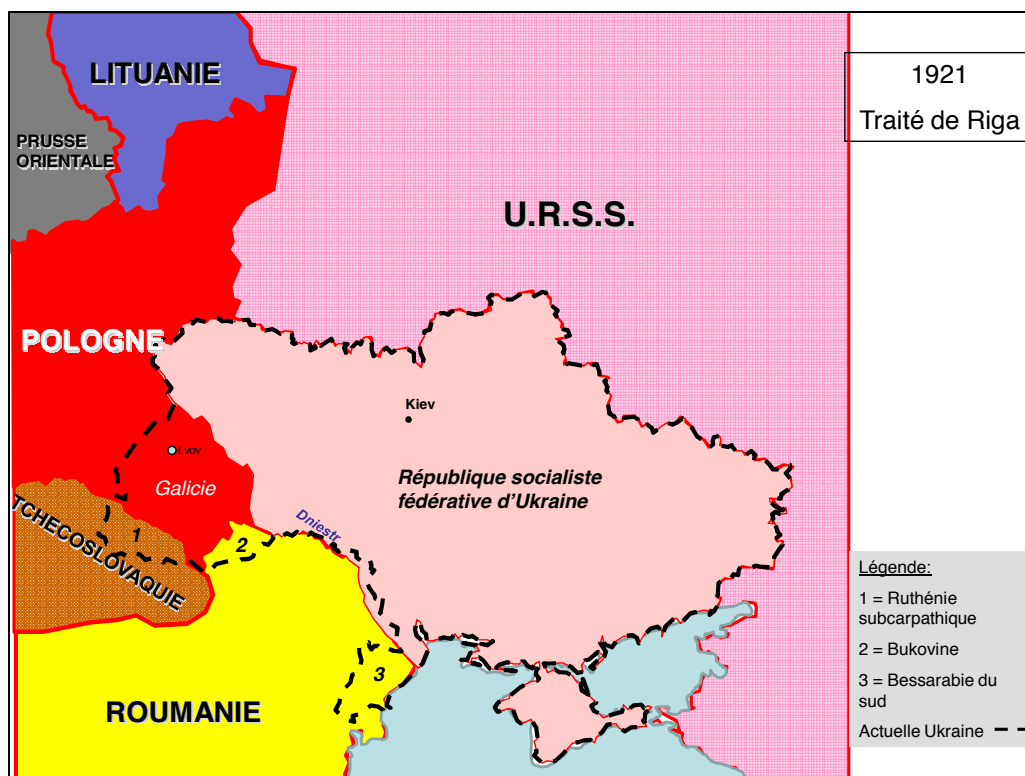 LITUANIE
1921
Traité de Riga
PRUSSE
ORIENTALE
U.R.S.S.
POLOGNE
Kiev
Lvov
République socialiste
fédérative d’Ukraine
Galicie
TCHECOSLOVAQUIE
1
2
Dniestr
3
ROUMANIE
Légende:
1 = Ruthénie
subcarpathique
2 = Bukovine
3 = Bessarabie du
sud
Actuelle Ukraine